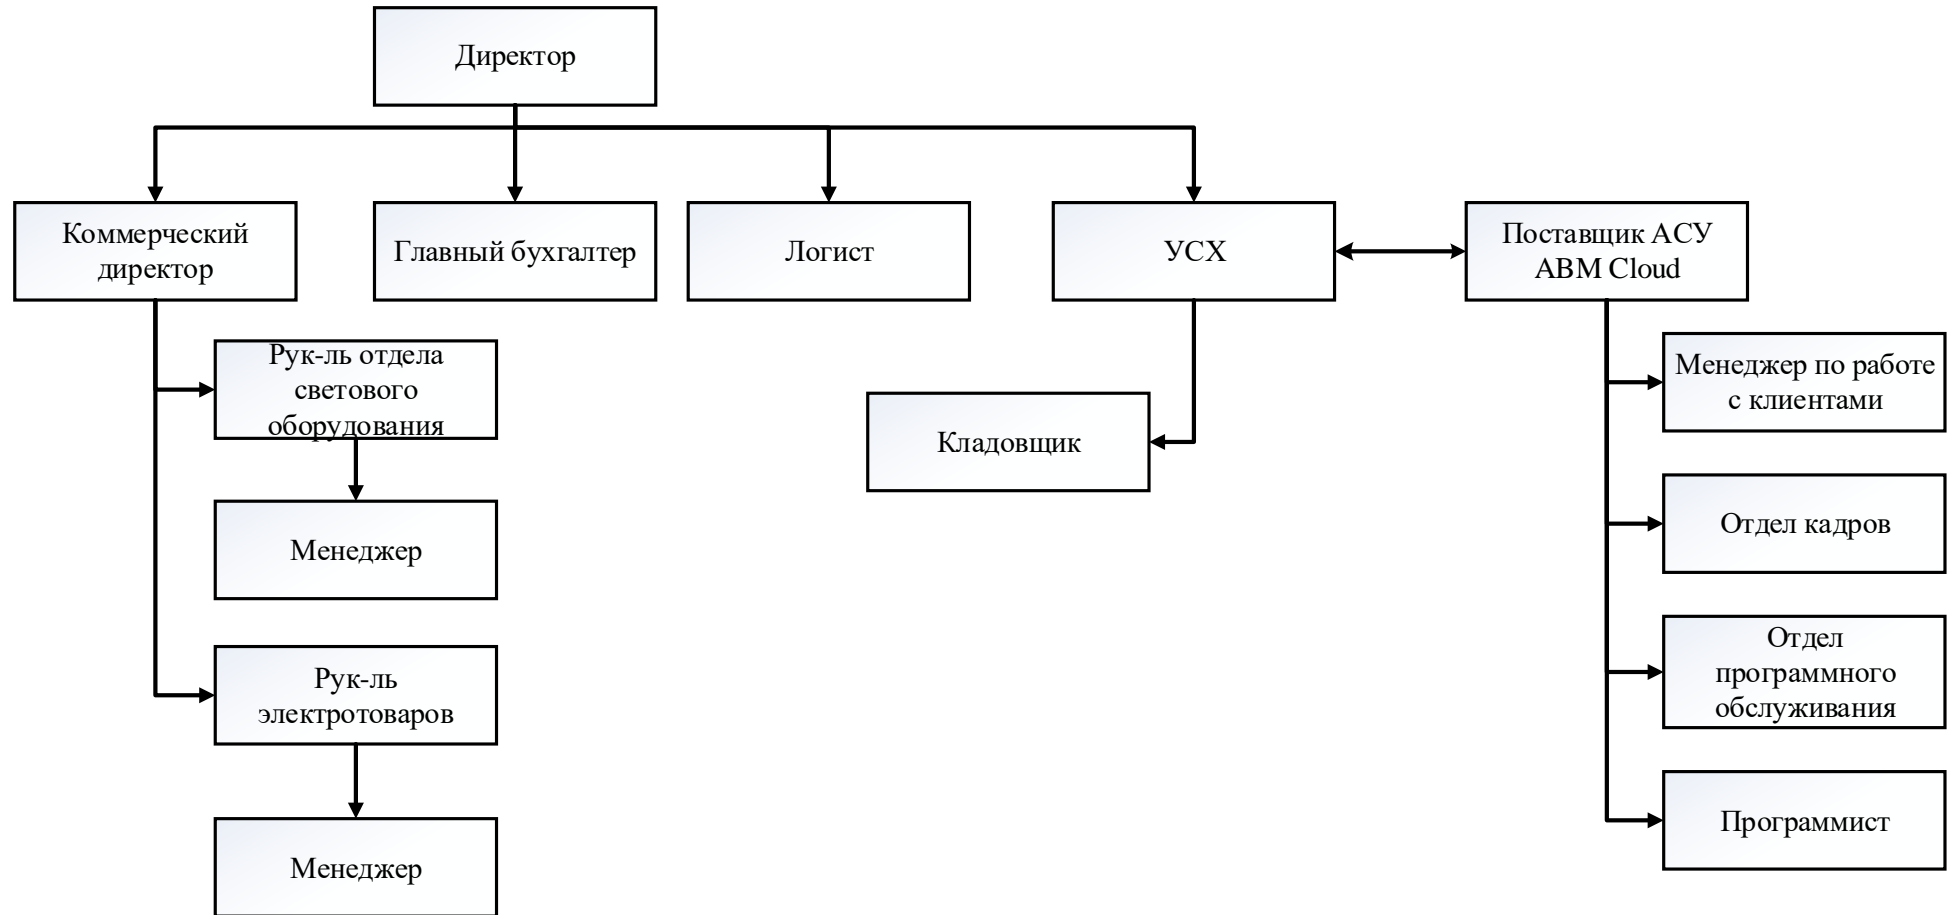 Директор
Коммерческий
директор
Главный бухгалтер
Логист
УСХ
Поставщик АСУ
ABM Cloud
Рук-ль отдела
светового
оборудования
Менеджер
Рук-ль
электротоваров
Менеджер
Кладовщик
Менеджер по работе
с клиентами
Отдел кадров
Отдел
программного
обслуживания
Программист